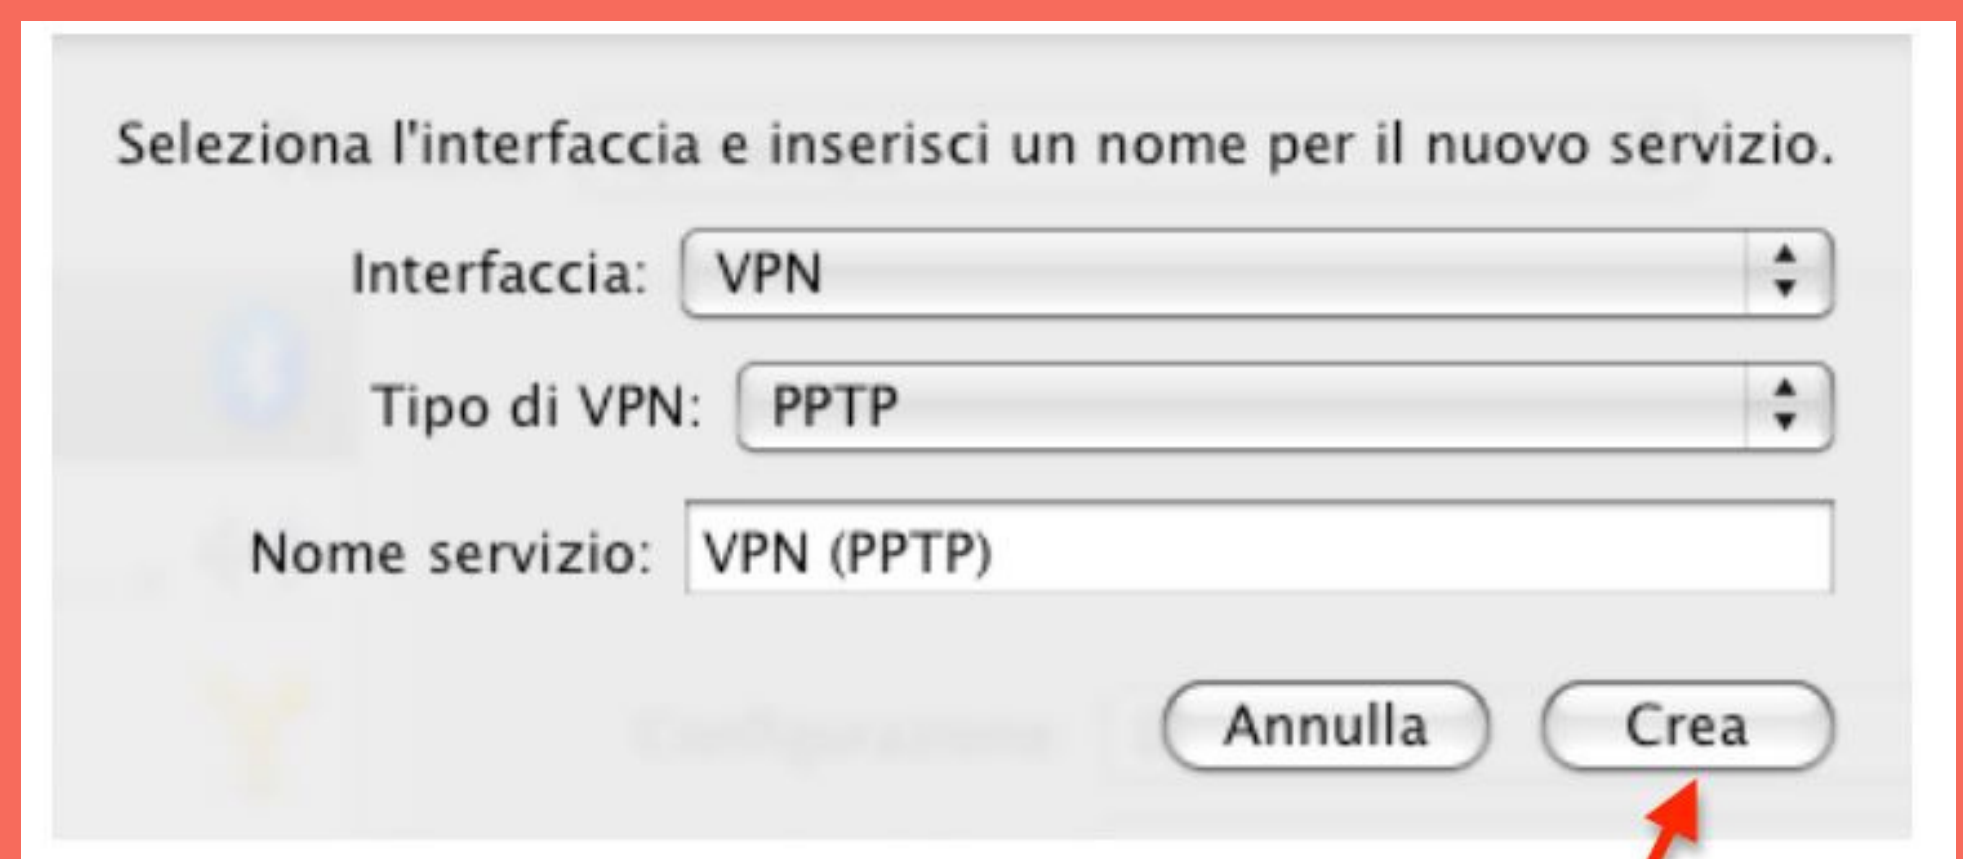 Seleziona l'interfaccia e inserisci un nome per il nuovo servizio.
Interfaccia: VPN
Tipo di VPN: PPTP
Nome servizio: VPN (PPTP)
Configurazione
Annulla Crea